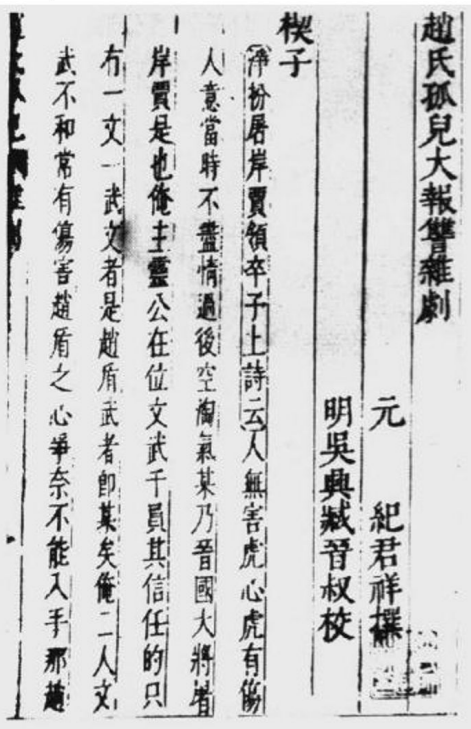 趙氏孤兒大報讐雜劇
元 紀君祥撰
明吳興臧晉叔校
楔子
(淨扮屠岸賈領卒子上詩云)人無害虎心虎有傷
人意當時不盡情過後空淘氣某乃晉國大將屠
岸賈是也俺主靈公在位文武千員其信任的只
有一文一武文者是趙盾武者卽某矣俺二人文
武不和常有傷害趙盾之心爭奈不能入手那趙